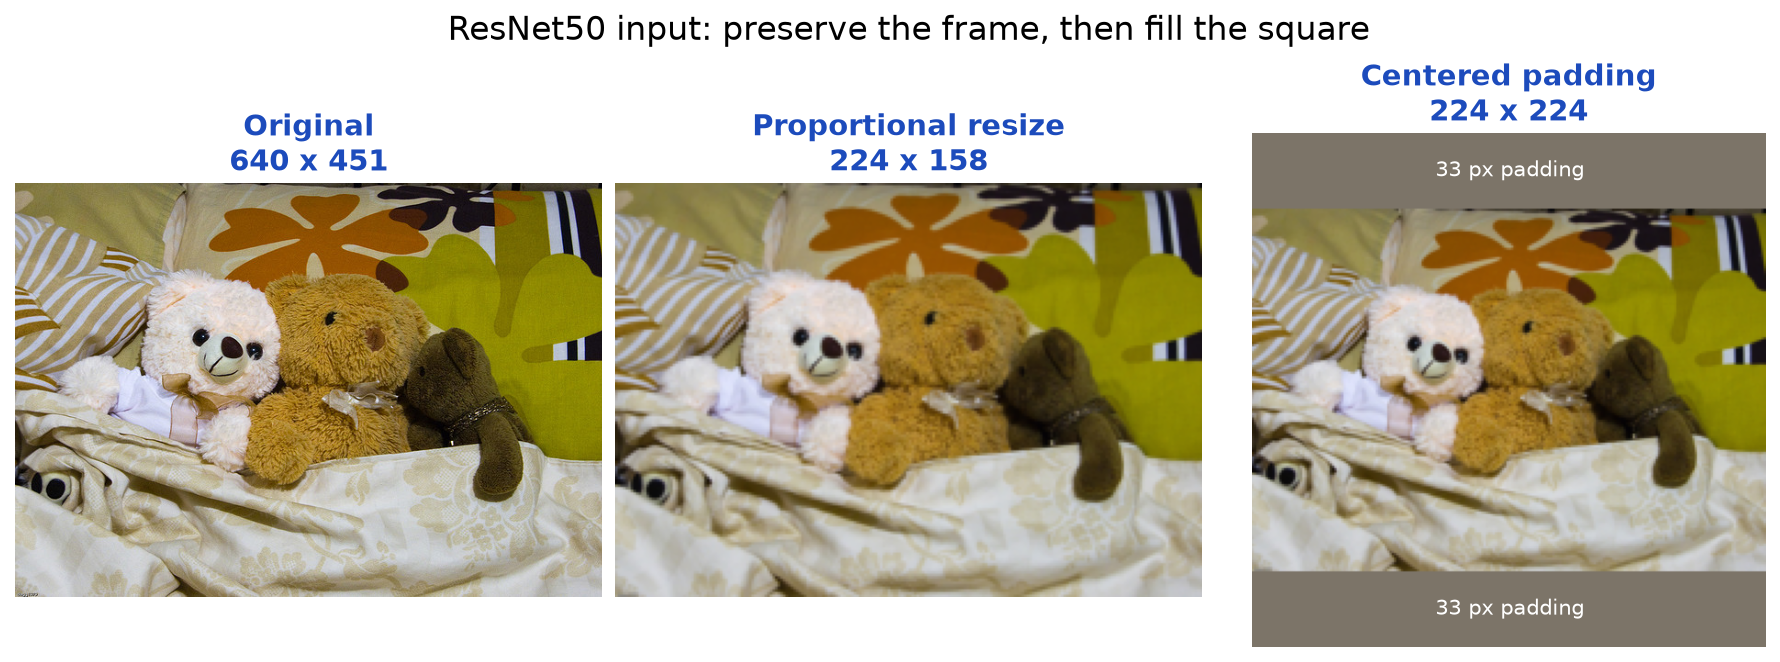 ResNet50 input: preserve the frame, then fill the square
Original
640 x 451
Proportional resize
224 x 158
Centered padding
224 x 224
33 px padding
33 px padding